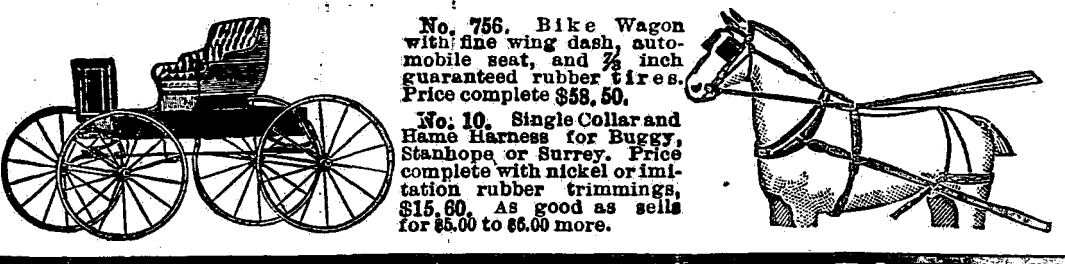 No. 756. Bike Wagon
with fine wing dash, auto-
mobile seat, and ⅞ inch
guaranteed rubber tires.
Price complete $58.50.
No. 10. Single Collar and
Hame Harness for Buggy,
Stanhope or Surrey. Price
complete with nickel or imi-
tation rubber trimmings,
$15.60. As good as sells
for $5.00 to $6.00 more.